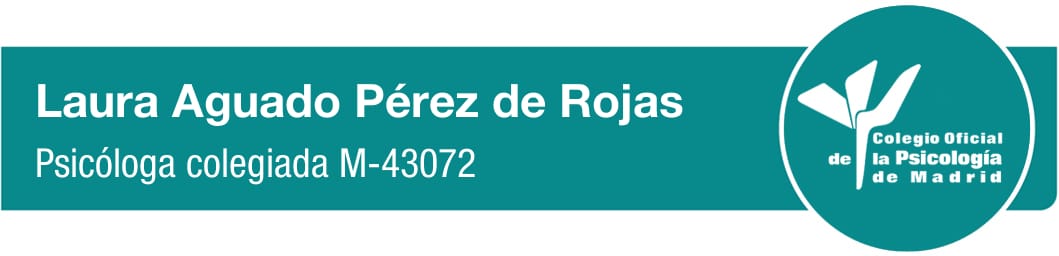 Laura Aguado Pérez de Rojas
Psicóloga colegiada M-43072
Colegio Oficial
de la Psicología
de Madrid